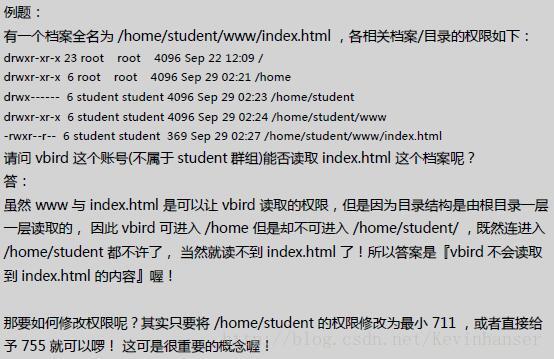 例题：
有一个档案全名为 /home/student/www/index.html ，各相关档案/目录的权限如下：
drwxr-xr-x 23 root    root    4096 Sep 22 12:09 /
drwxr-xr-x  6 root    root    4096 Sep 29 02:21 /home
drwx------  6 student student 4096 Sep 29 02:23 /home/student
drwxr-xr-x  6 student student 4096 Sep 29 02:24 /home/student/www
-rwxr--r--  6 student student  369 Sep 29 02:27 /home/student/www/index.html
请问 vbird 这个账号(不属于 student 群组)能否读取 index.html 这个档案呢？
答：
虽然 www 与 index.html 是可以让 vbird 读取的权限，但是因为目录结构是由根目录一层
一层读取的， 因此 vbird 可进入 /home 但是却不可进入 /home/student/ ，既然连进入
/home/student 都不许了， 当然就读不到 index.html 了！所以答案是『vbird 不会读取
到 index.html 的内容』喔！
那要如何修改权限呢？其实只要将 /home/student 的权限修改为最小 711 ，或者直接给
予 755 就可以啰！ 这可是很重要的概念喔！
http://blog.csdn.net/Kevinhanser